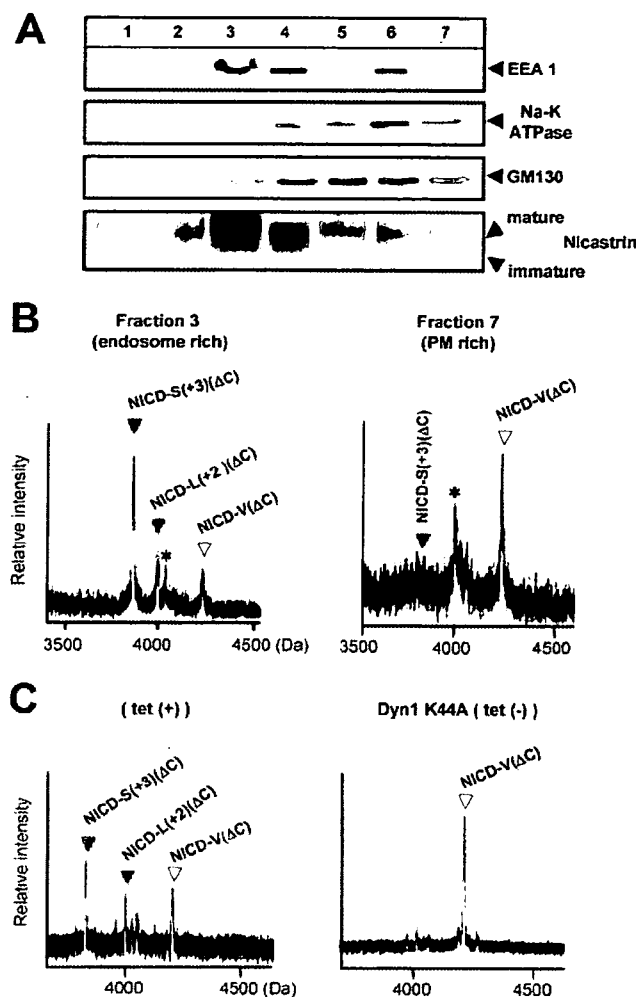 A
1 2 3 4 5 6 7
EEA 1
Na-K
ATPase
GM130
mature
Nicastrin
immature
B
Fraction 3
(endosome rich)
NICD-S(+3)(ΔC)
NICD-L(+2)(ΔC)
NICD-V(ΔC)
*
Relative intensity
3500 4000 4500 (Da)
Fraction 7
(PM rich)
NICD-S(+3)(ΔC)
*
NICD-V(ΔC)
Relative intensity
3500 4000 4500
C
( tet (+) )
NICD-S(+3)(ΔC)
NICD-L(+2)(ΔC)
NICD-V(ΔC)
Relative intensity
4000 4500 (Da)
Dyn1 K44A ( tet (-) )
NICD-V(ΔC)
4000 4500